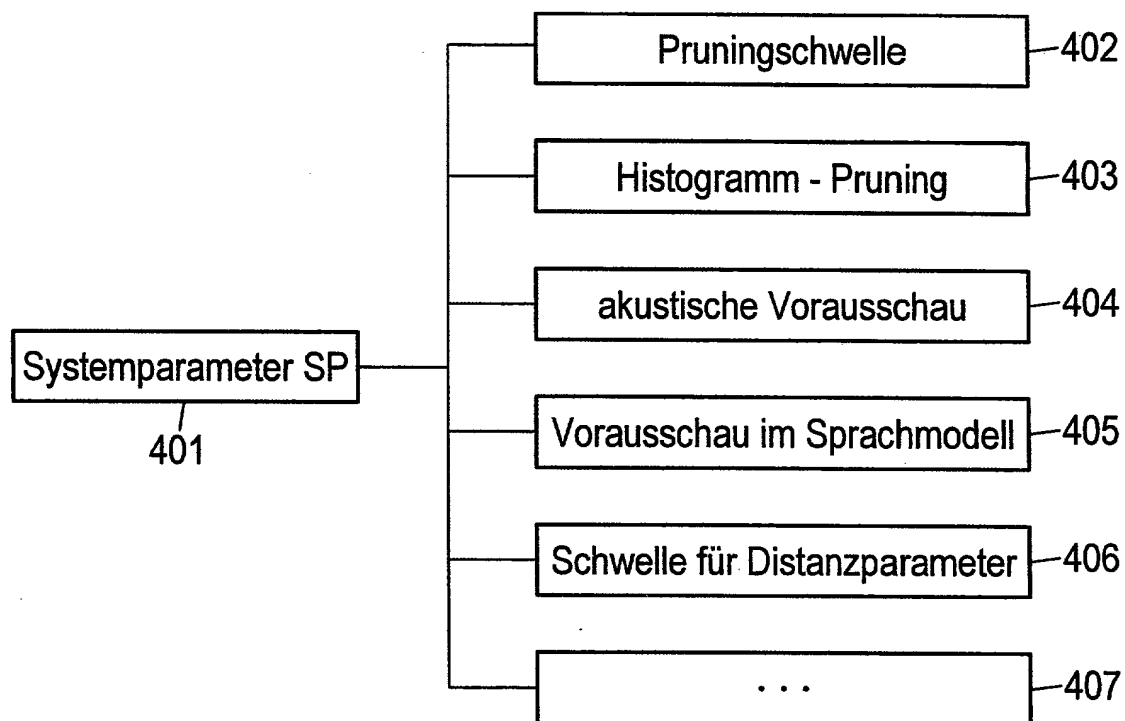 Pruningschwelle 402
Histogramm - Pruning 403
akustische Vorausschau 404
Systemparameter SP
401
Vorausschau im Sprachmodell 405
Schwelle für Distanzparameter 406
. . . 407